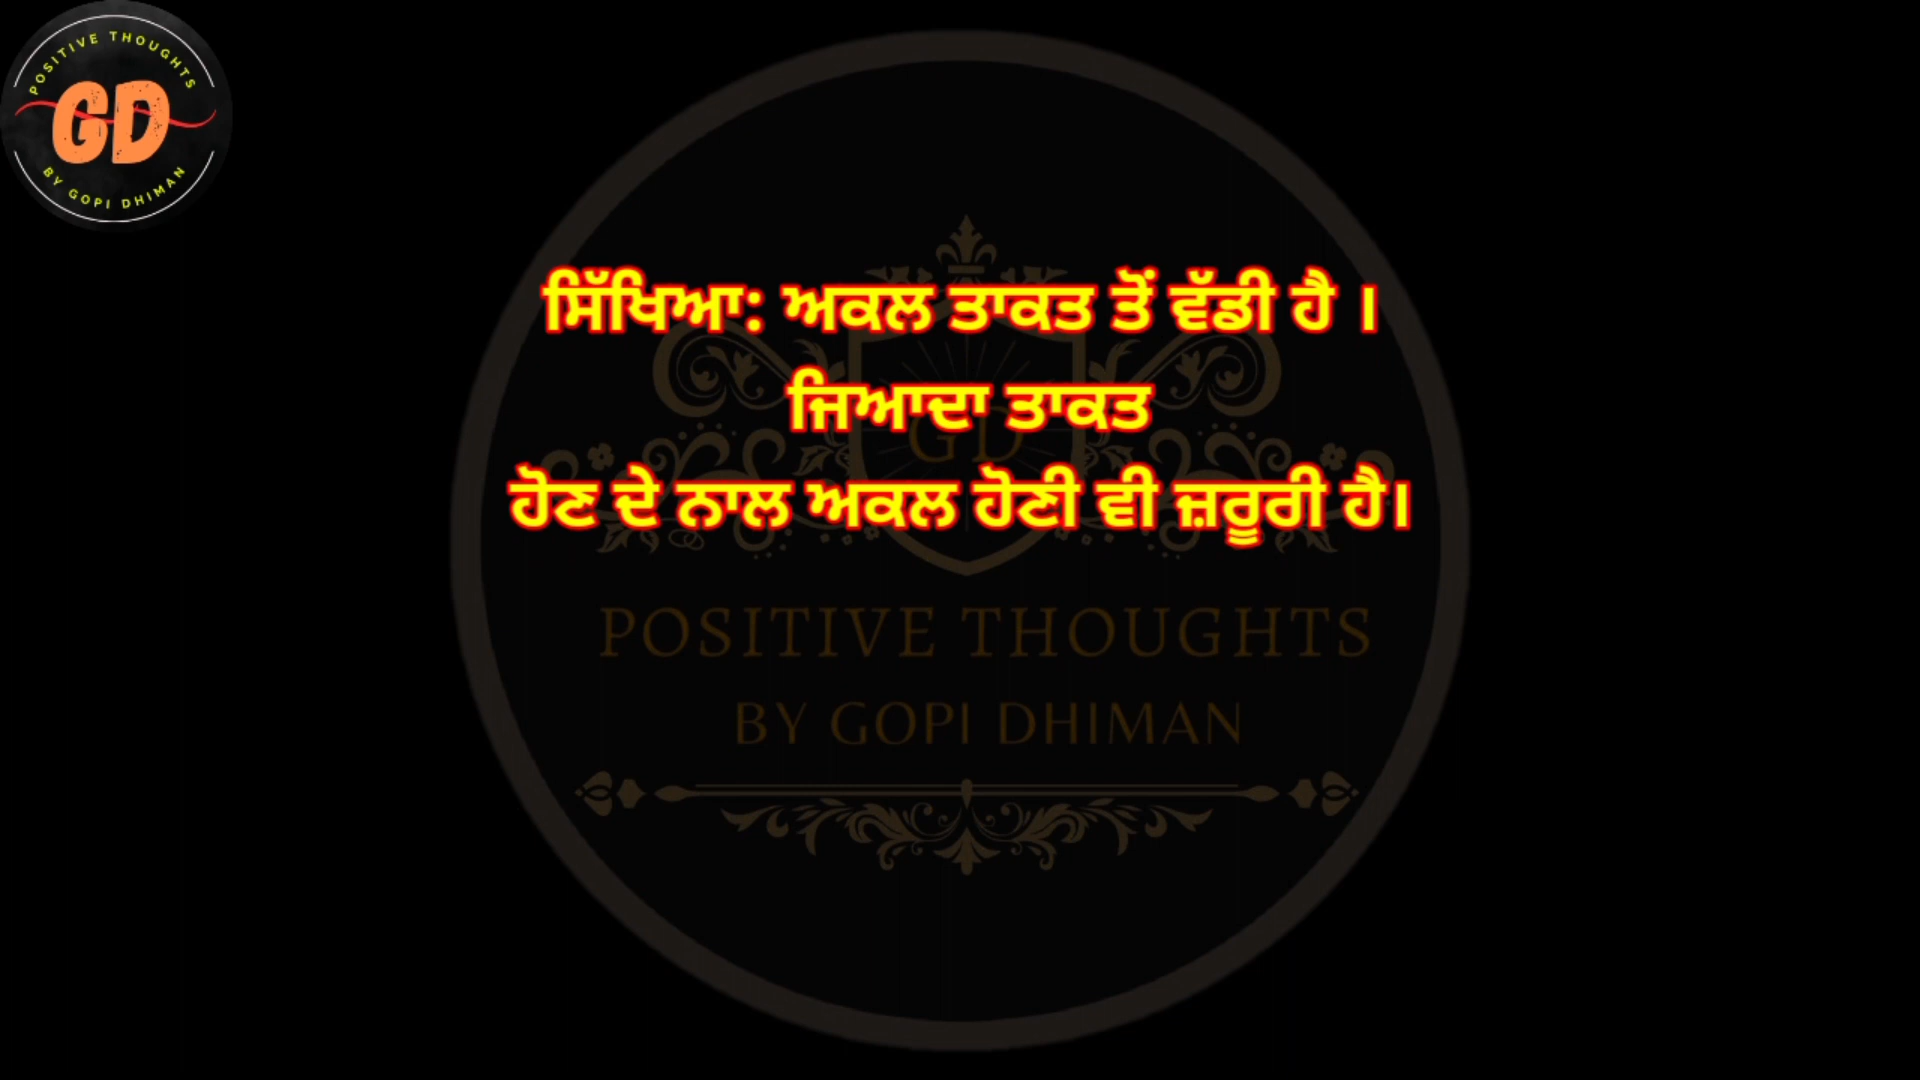 POSITIVE THOUGHTS
GD
BY GOPI DHIMAN
ਸਿੱਖਿਆ: ਅਕਲ ਤਾਕਤ ਤੋਂ ਵੱਡੀ ਹੈ ।
ਜਿਆਦਾ ਤਾਕਤ
GD
ਹੋਣ ਦੇ ਨਾਲ ਅਕਲ ਹੋਣੀ ਵੀ ਜ਼ਰੂਰੀ ਹੈ।
POSITIVE THOUGHTS
BY GOPI DHIMAN